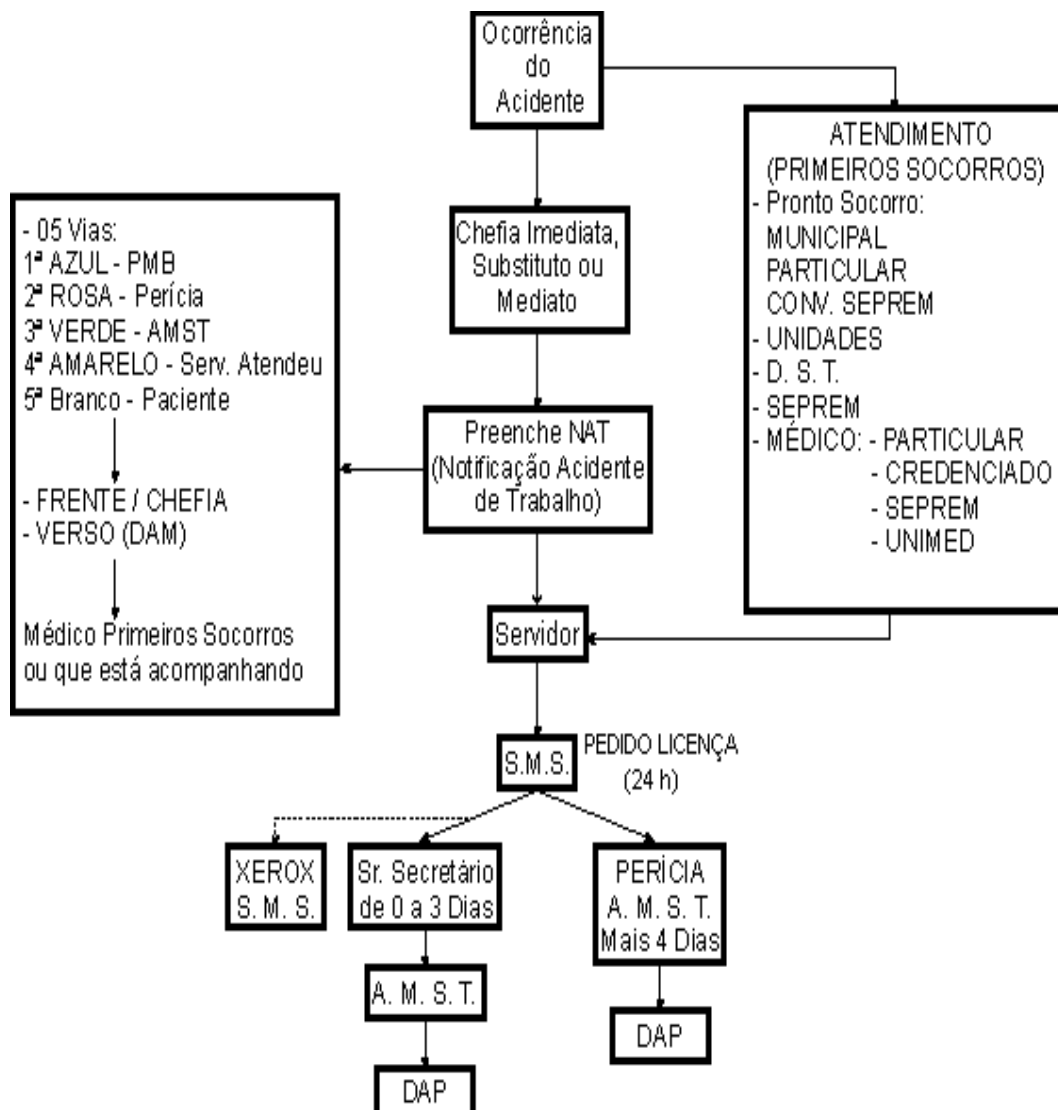 Ocorrência
do
Acidente
ATENDIMENTO
(PRIMEIROS SOCORROS)
- Pronto Socorro:
MUNICIPAL
PARTICULAR
CONV. SEPREM
- UNIDADES
- D. S. T.
- SEPREM
- MÉDICO: - PARTICULAR
- CREDENCIADO
- SEPREM
- UNIMED
Chefia Imediata,
Substituto ou
Mediato
- 05 Vias:
1ª AZUL - PMB
2ª ROSA - Perícia
3ª VERDE - AMST
4ª AMARELO - Serv. Atendeu
5ª Branco - Paciente
- FRENTE / CHEFIA
- VERSO (DAM)
Médico Primeiros Socorros
ou que está acompanhando
Preenche NAT
(Notificação Acidente
de Trabalho)
Servidor
S.M.S.
PEDIDO LICENÇA
(24 h)
XEROX
S. M. S.
Sr. Secretário
de 0 a 3 Dias
PERÍCIA
A. M. S. T.
Mais 4 Dias
A. M. S. T.
DAP
DAP